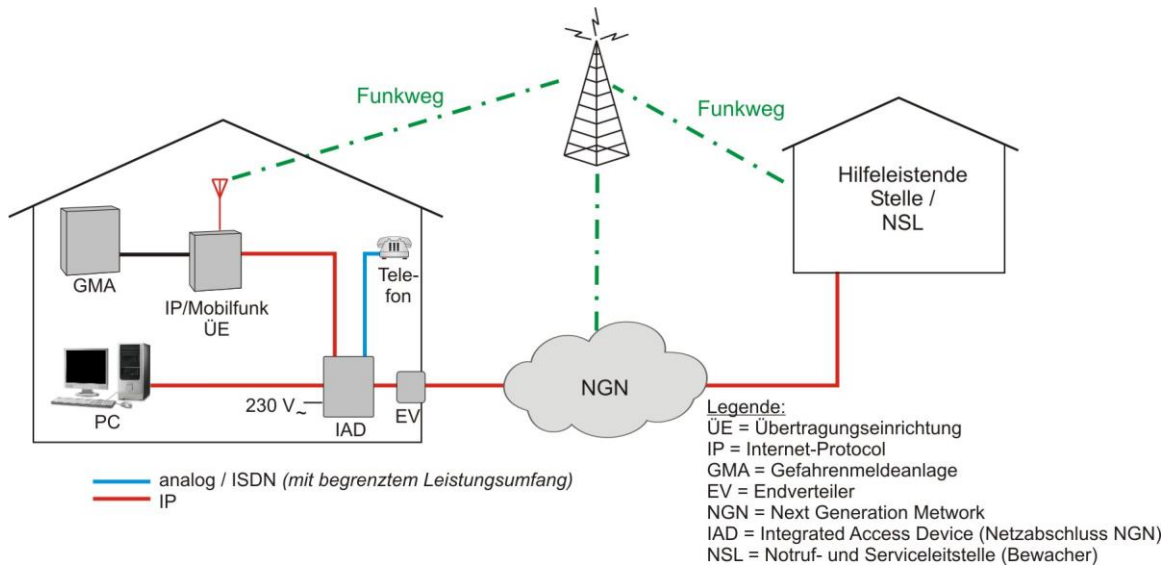 Funkweg
Funkweg
Hilfeleistende
Stelle /
NSL
GMA
IP/Mobilfunk
ÜE
Tele-
fon
PC
230 V~
IAD
EV
NGN
analog / ISDN (mit begrenztem Leistungsumfang)
IP
Legende:
ÜE = Übertragungseinrichtung
IP = Internet-Protocol
GMA = Gefahrenmeldeanlage
EV = Endverteiler
NGN = Next Generation Metwork
IAD = Integrated Access Device (Netzabschluss NGN)
NSL = Notruf- und Serviceleitstelle (Bewacher)